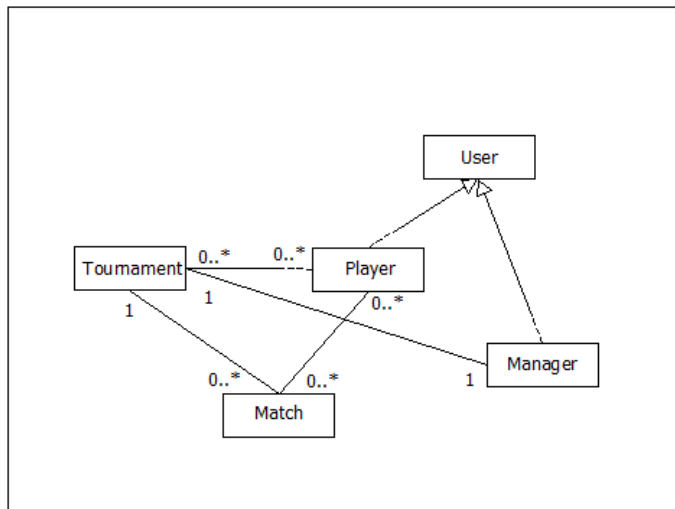 User
0..*
0..*
Tournament
Player
1
1
0..*
Manager
0..*
0..*
1
Match